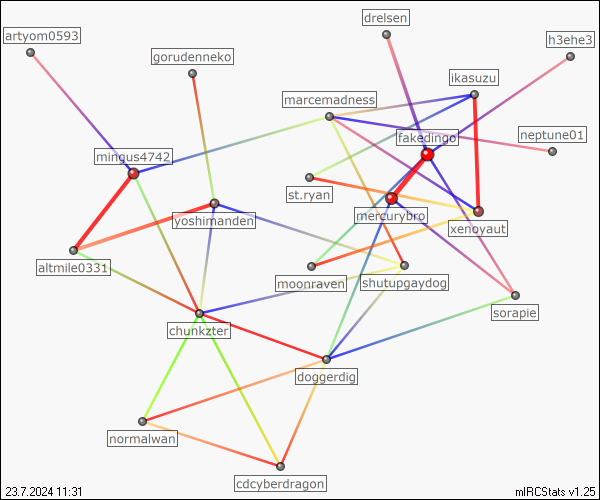 drelsen
artyom0593
h3ehe3
gorudenneko
ikasuzu
marcemadness
fakedingo
neptune01
mingus4742
st.ryan
mercurybro
yoshimanden
xenoyaut
altmile0331
moonraven
shutupgaydog
sorapie
chunkzter
doggerdig
normalwan
cdcyberdragon
23.7.2024 11:31
mIRCStats v1.25